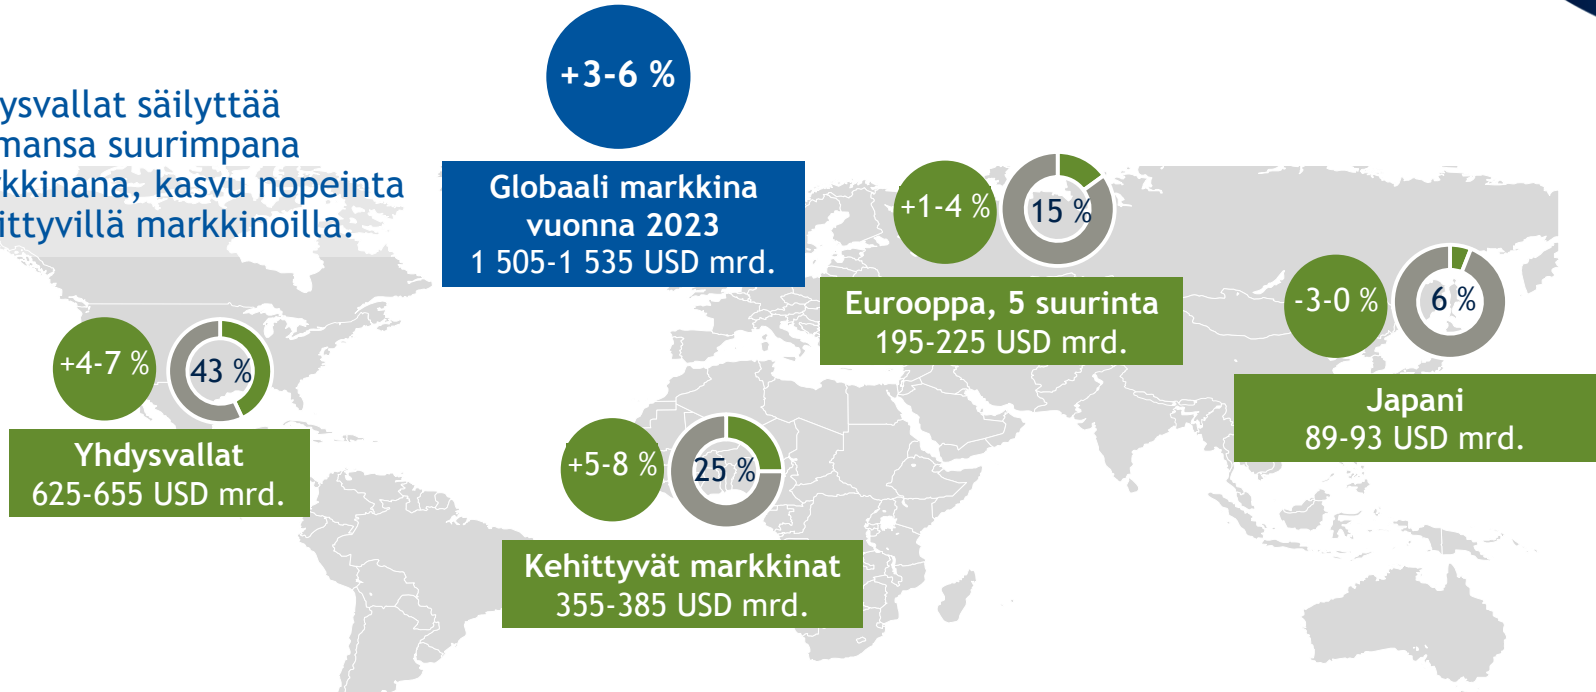 +3-6 %
ysvallat säilyttää
mansa suurimpana
kkinana, kasvu nopeinta
ittyvillä markkinoilla.
Globaali markkina
vuonna 2023
1 505-1 535 USD mrd.
+1-4 %
15 %
Eurooppa, 5 suurinta
195-225 USD mrd.
-3-0 %
6 %
Japani
89-93 USD mrd.
+4-7 %
43 %
Yhdysvallat
625-655 USD mrd.
+5-8 %
25 %
Kehittyvät markkinat
355-385 USD mrd.